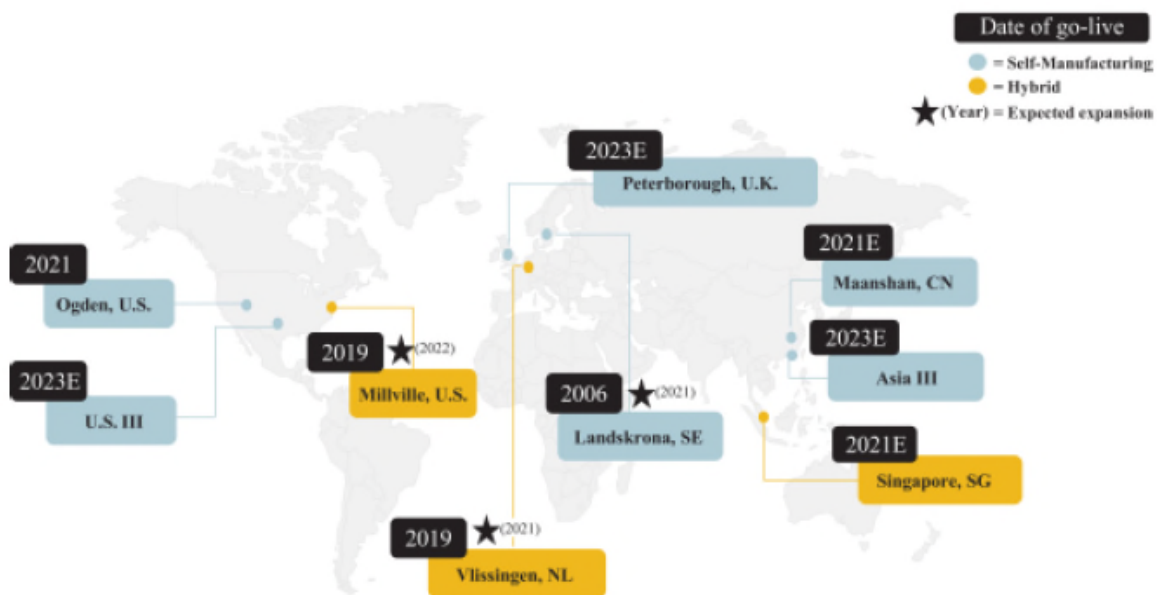 Date of go-live
= Self-Manufacturing
= Hybrid
★(Year) = Expected expansion
2023E
Peterborough, U.K.
2021
Ogden, U.S.
2023E
U.S. III
2019 ★(2022)
Millville, U.S.
2006 ★(2021)
Landskrona, SE
2019 ★(2021)
Vlissingen, NL
2021E
Maanshan, CN
2023E
Asia III
2021E
Singapore, SG